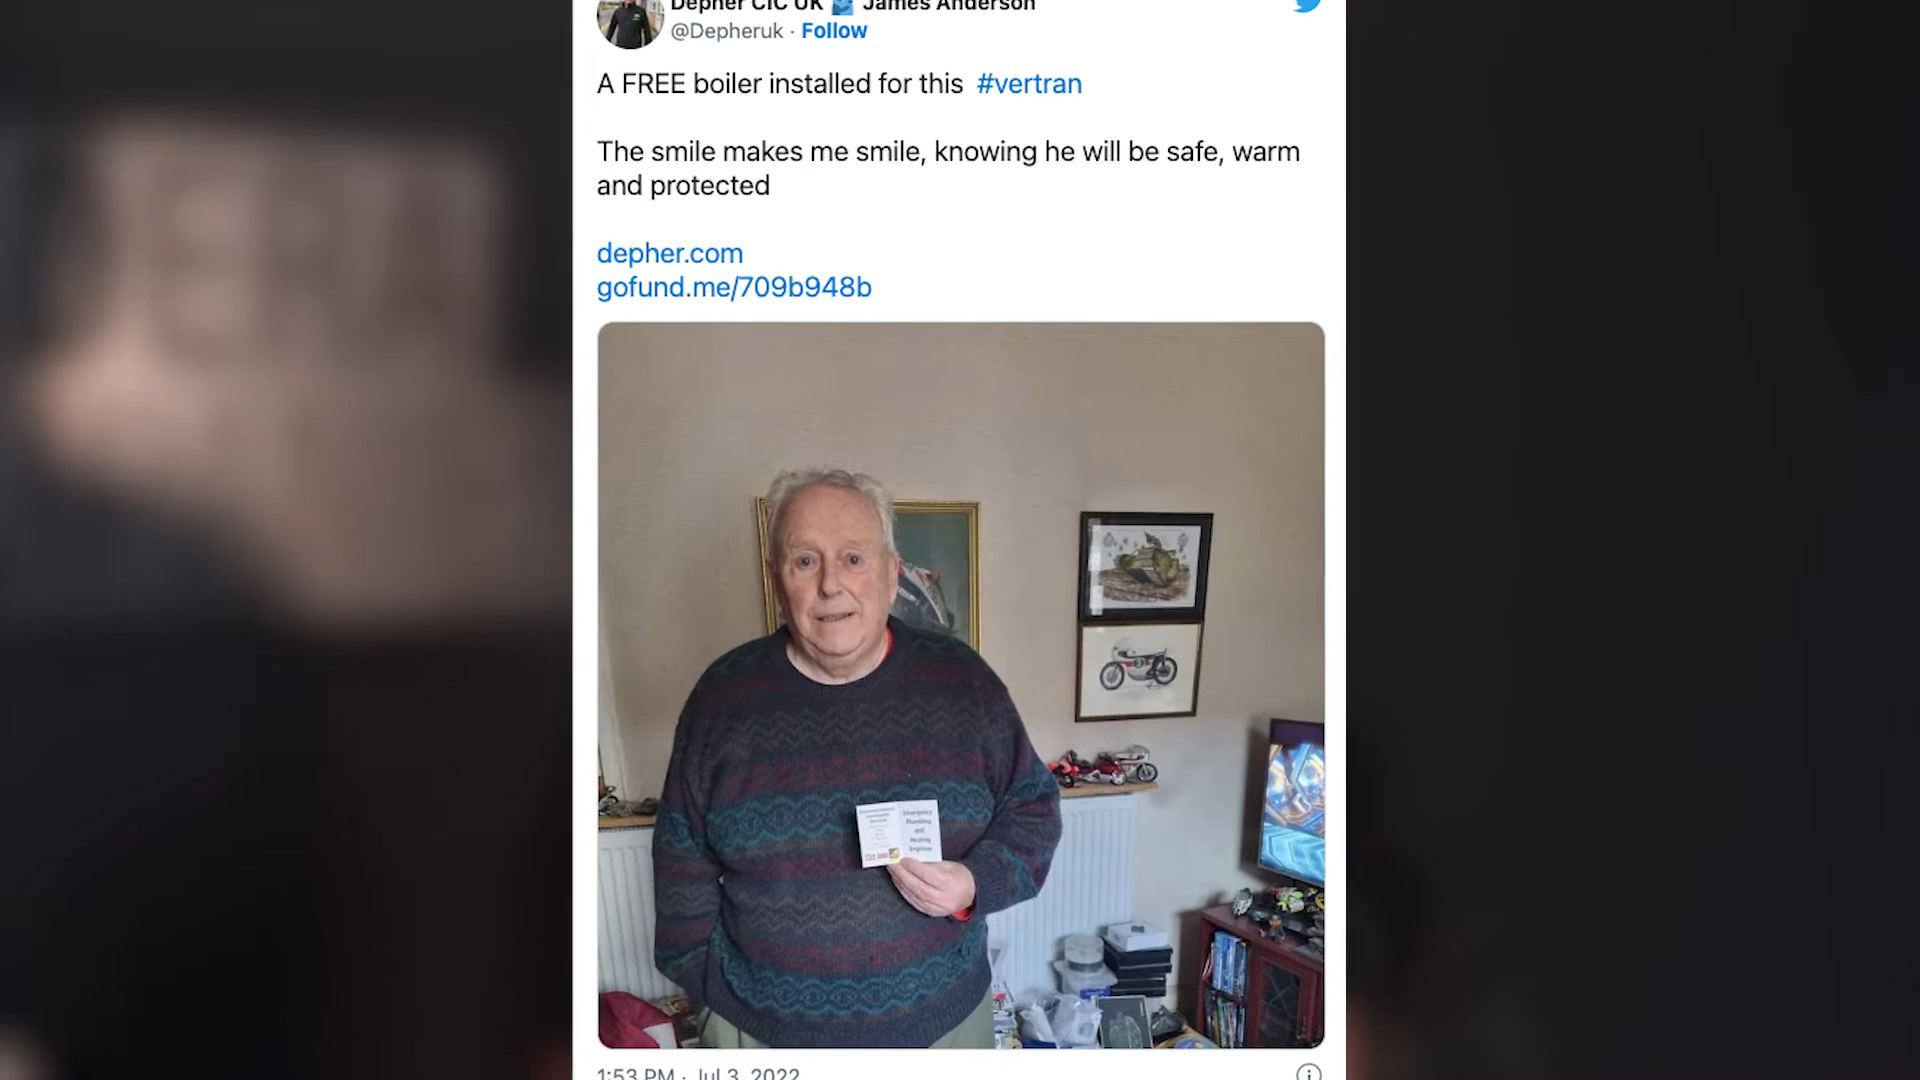 Depher CIC UK James Anderson
@Depheruk · Follow
A FREE boiler installed for this #vertran
The smile makes me smile, knowing he will be safe, warm
and protected
depher.com
gofund.me/709b948b
Emergency
Plumbing
and
Heating
Engineer
1:53 PM · Jul 3, 2022